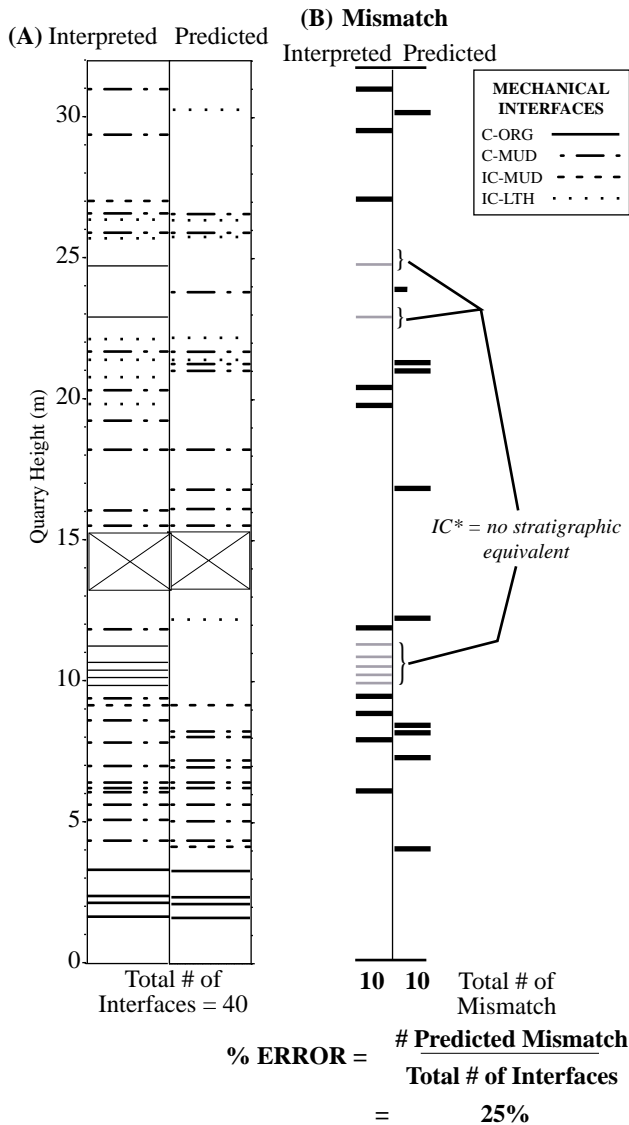 (B) Mismatch
(A) Interpreted Predicted
Interpreted Predicted
MECHANICAL
INTERFACES
C-ORG
C-MUD
IC-MUD
IC-LTH
Quarry Height (m)
30
25
20
15
10
5
0
IC* = no stratigraphic
equivalent
}
}
}
Total # of
Interfaces = 40
10 10
Total # of
Mismatch
% ERROR = # Predicted Mismatch
Total # of Interfaces
= 25%